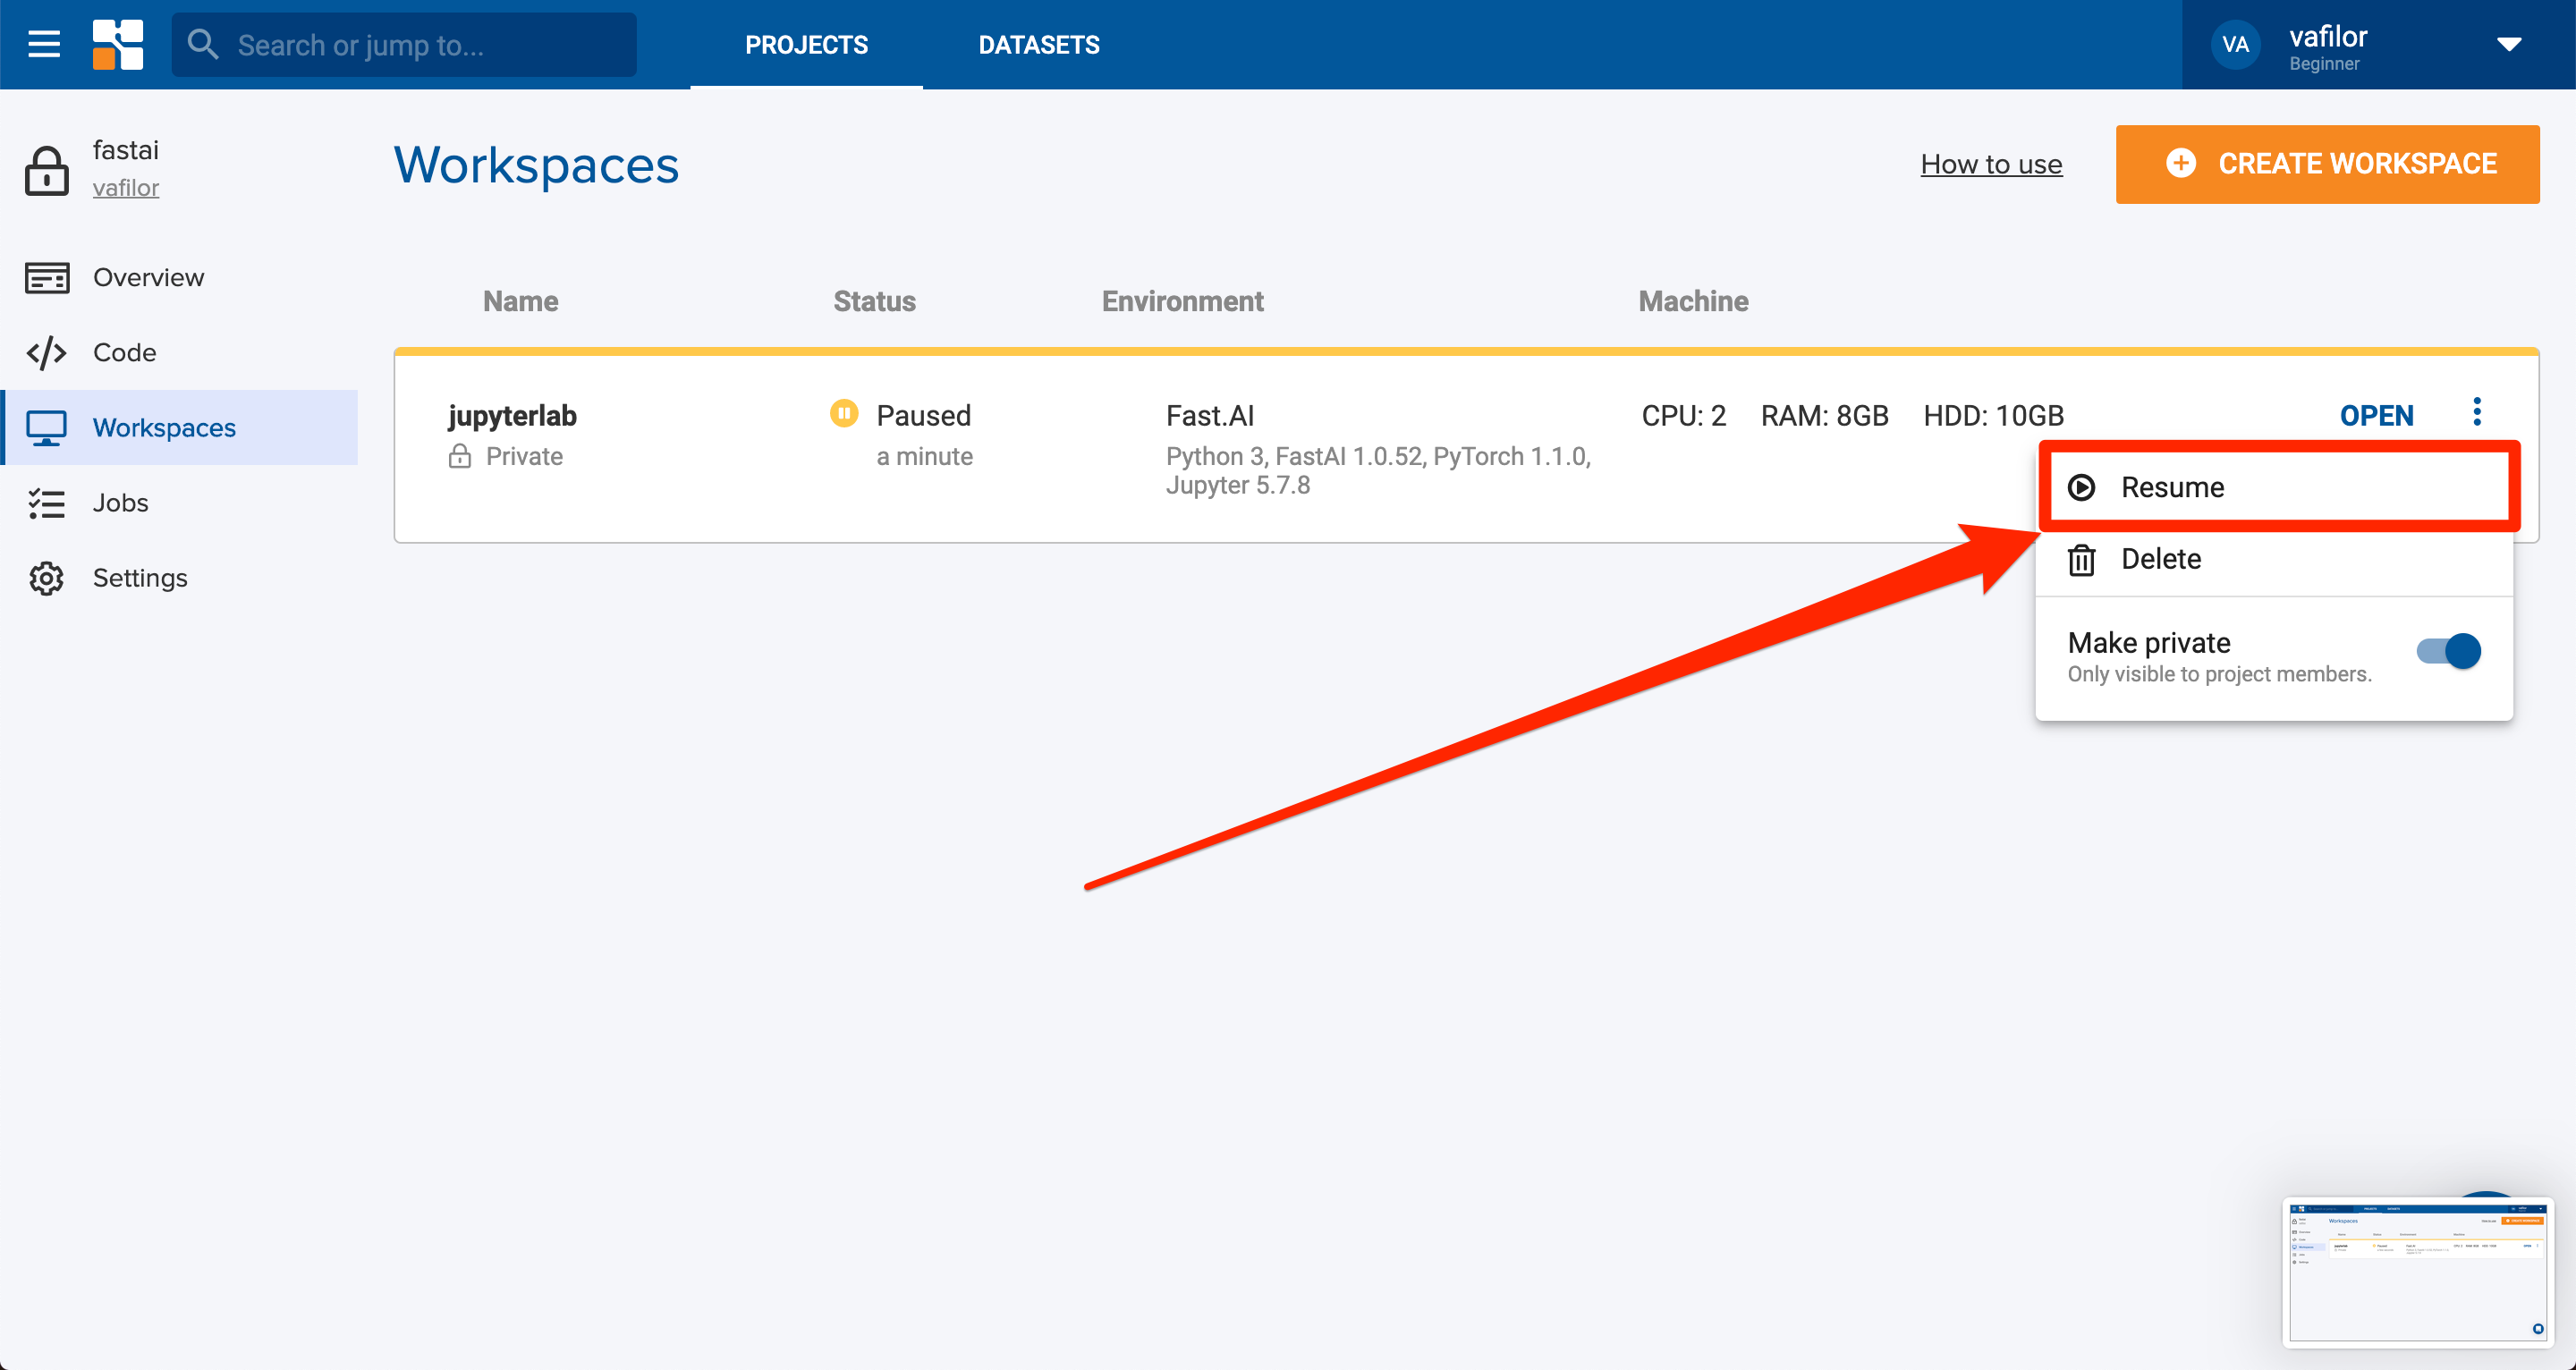 Search or jump to...
PROJECTS
DATASETS
VA
vafilor
Beginner
fastai
vafilor
Workspaces
How to use
CREATE WORKSPACE
Overview
Code
Workspaces
Jobs
Settings
Name
Status
Environment
Machine
jupyterlab
Private
Paused
a minute
Fast.AI
Python 3, FastAI 1.0.52, PyTorch 1.1.0,
Jupyter 5.7.8
CPU: 2
RAM: 8GB
HDD: 10GB
OPEN
Resume
Delete
Make private
Only visible to project members.
Workspaces